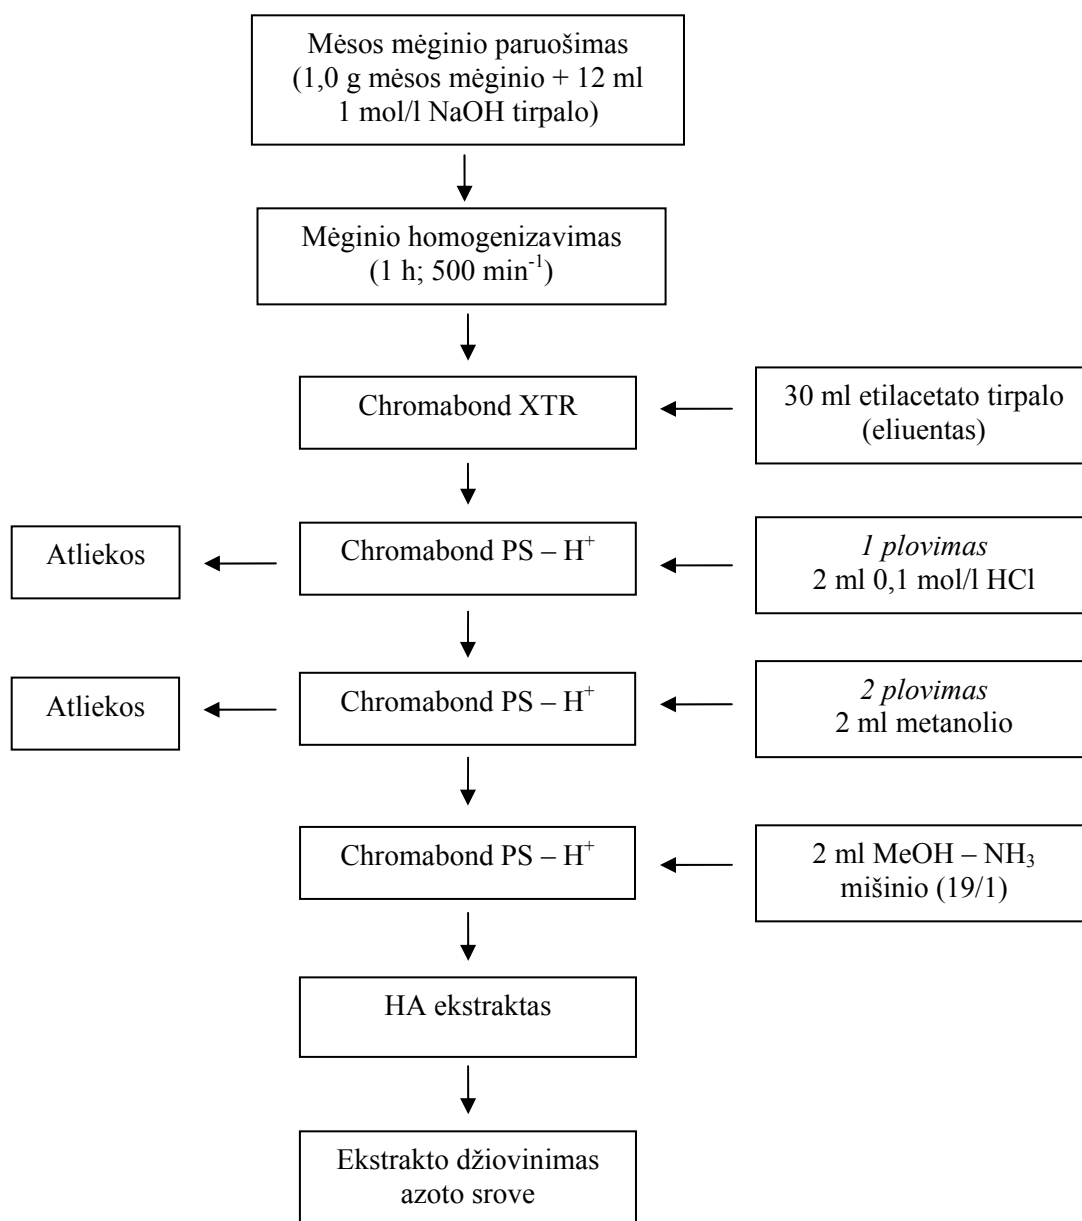 Mėsos mėginio paruošimas
(1,0 g mėsos mėginio + 12 ml
1 mol/l NaOH tirpalo)
Mėginio homogenizavimas
(1 h; 500 min⁻¹)
Chromabond XTR
30 ml etilacetato tirpalo
(eliuentas)
Atliekos
Chromabond PS – H⁺
1 plovimas
2 ml 0,1 mol/l HCl
Atliekos
Chromabond PS – H⁺
2 plovimas
2 ml metanolio
Chromabond PS – H⁺
2 ml MeOH – NH₃
mišinio (19/1)
HA ekstraktas
Ekstrakto džiovinimas
azoto srove